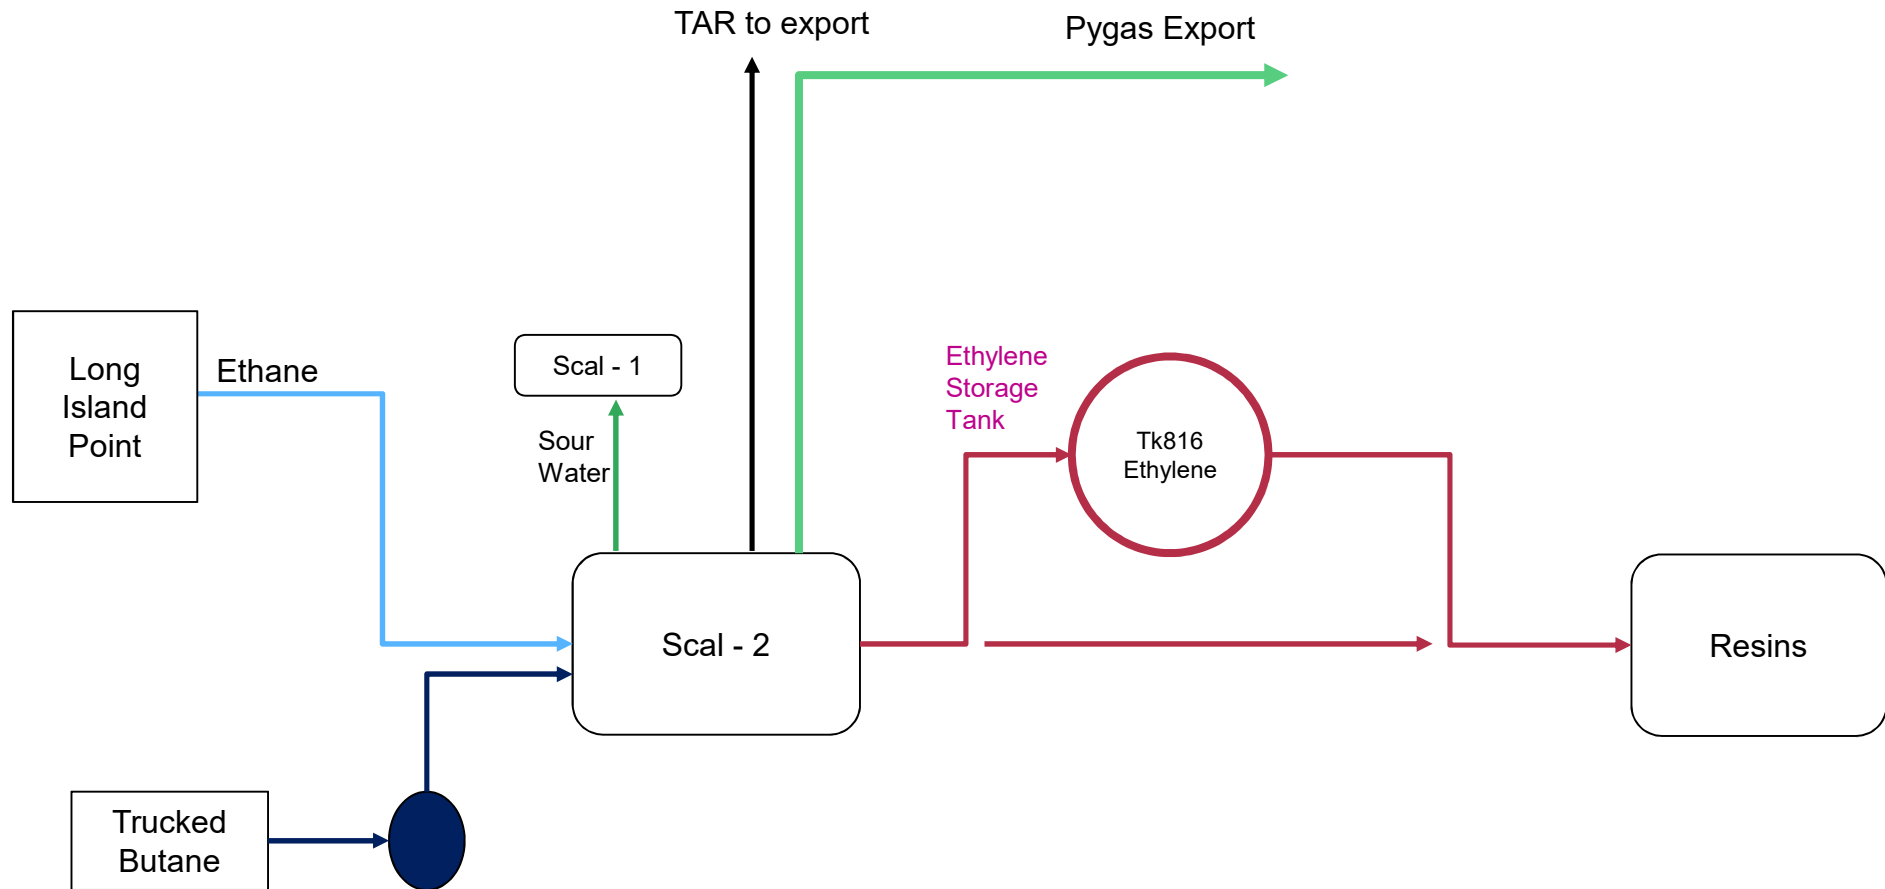 TAR to export
Pygas Export
Long
Island
Point
Ethane
Scal - 1
Sour
Water
Ethylene
Storage
Tank
Tk816
Ethylene
Scal - 2
Resins
Trucked
Butane